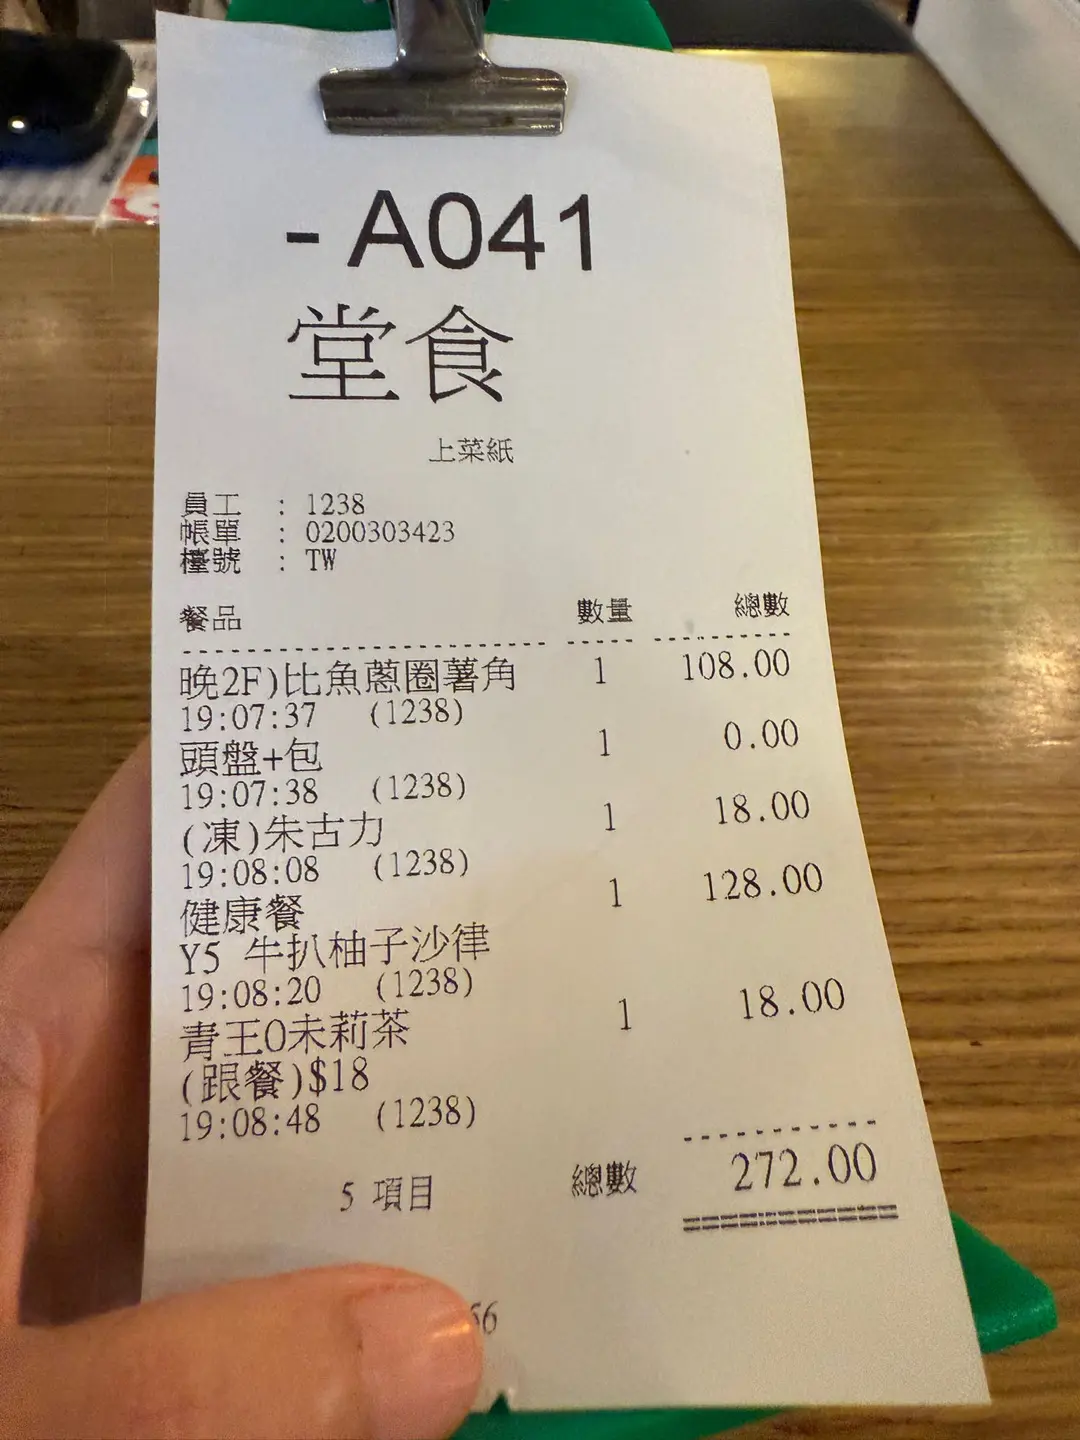 - A041
堂食
上菜紙
員工 : 1238
帳單 : 0200303423
檯號 : TW
餐品 數量 總數
晚2F)比魚蔥圈薯角 1 108.00
19:07:37 (1238)
頭盤+包 1 0.00
19:07:38 (1238)
(凍)朱古力 1 18.00
19:08:08 (1238)
健康餐 1 128.00
Y5 牛扒柚子沙律
19:08:20 (1238)
青王O未莉茶 1 18.00
(跟餐)$18
19:08:48 (1238)
5 項目 總數 272.00